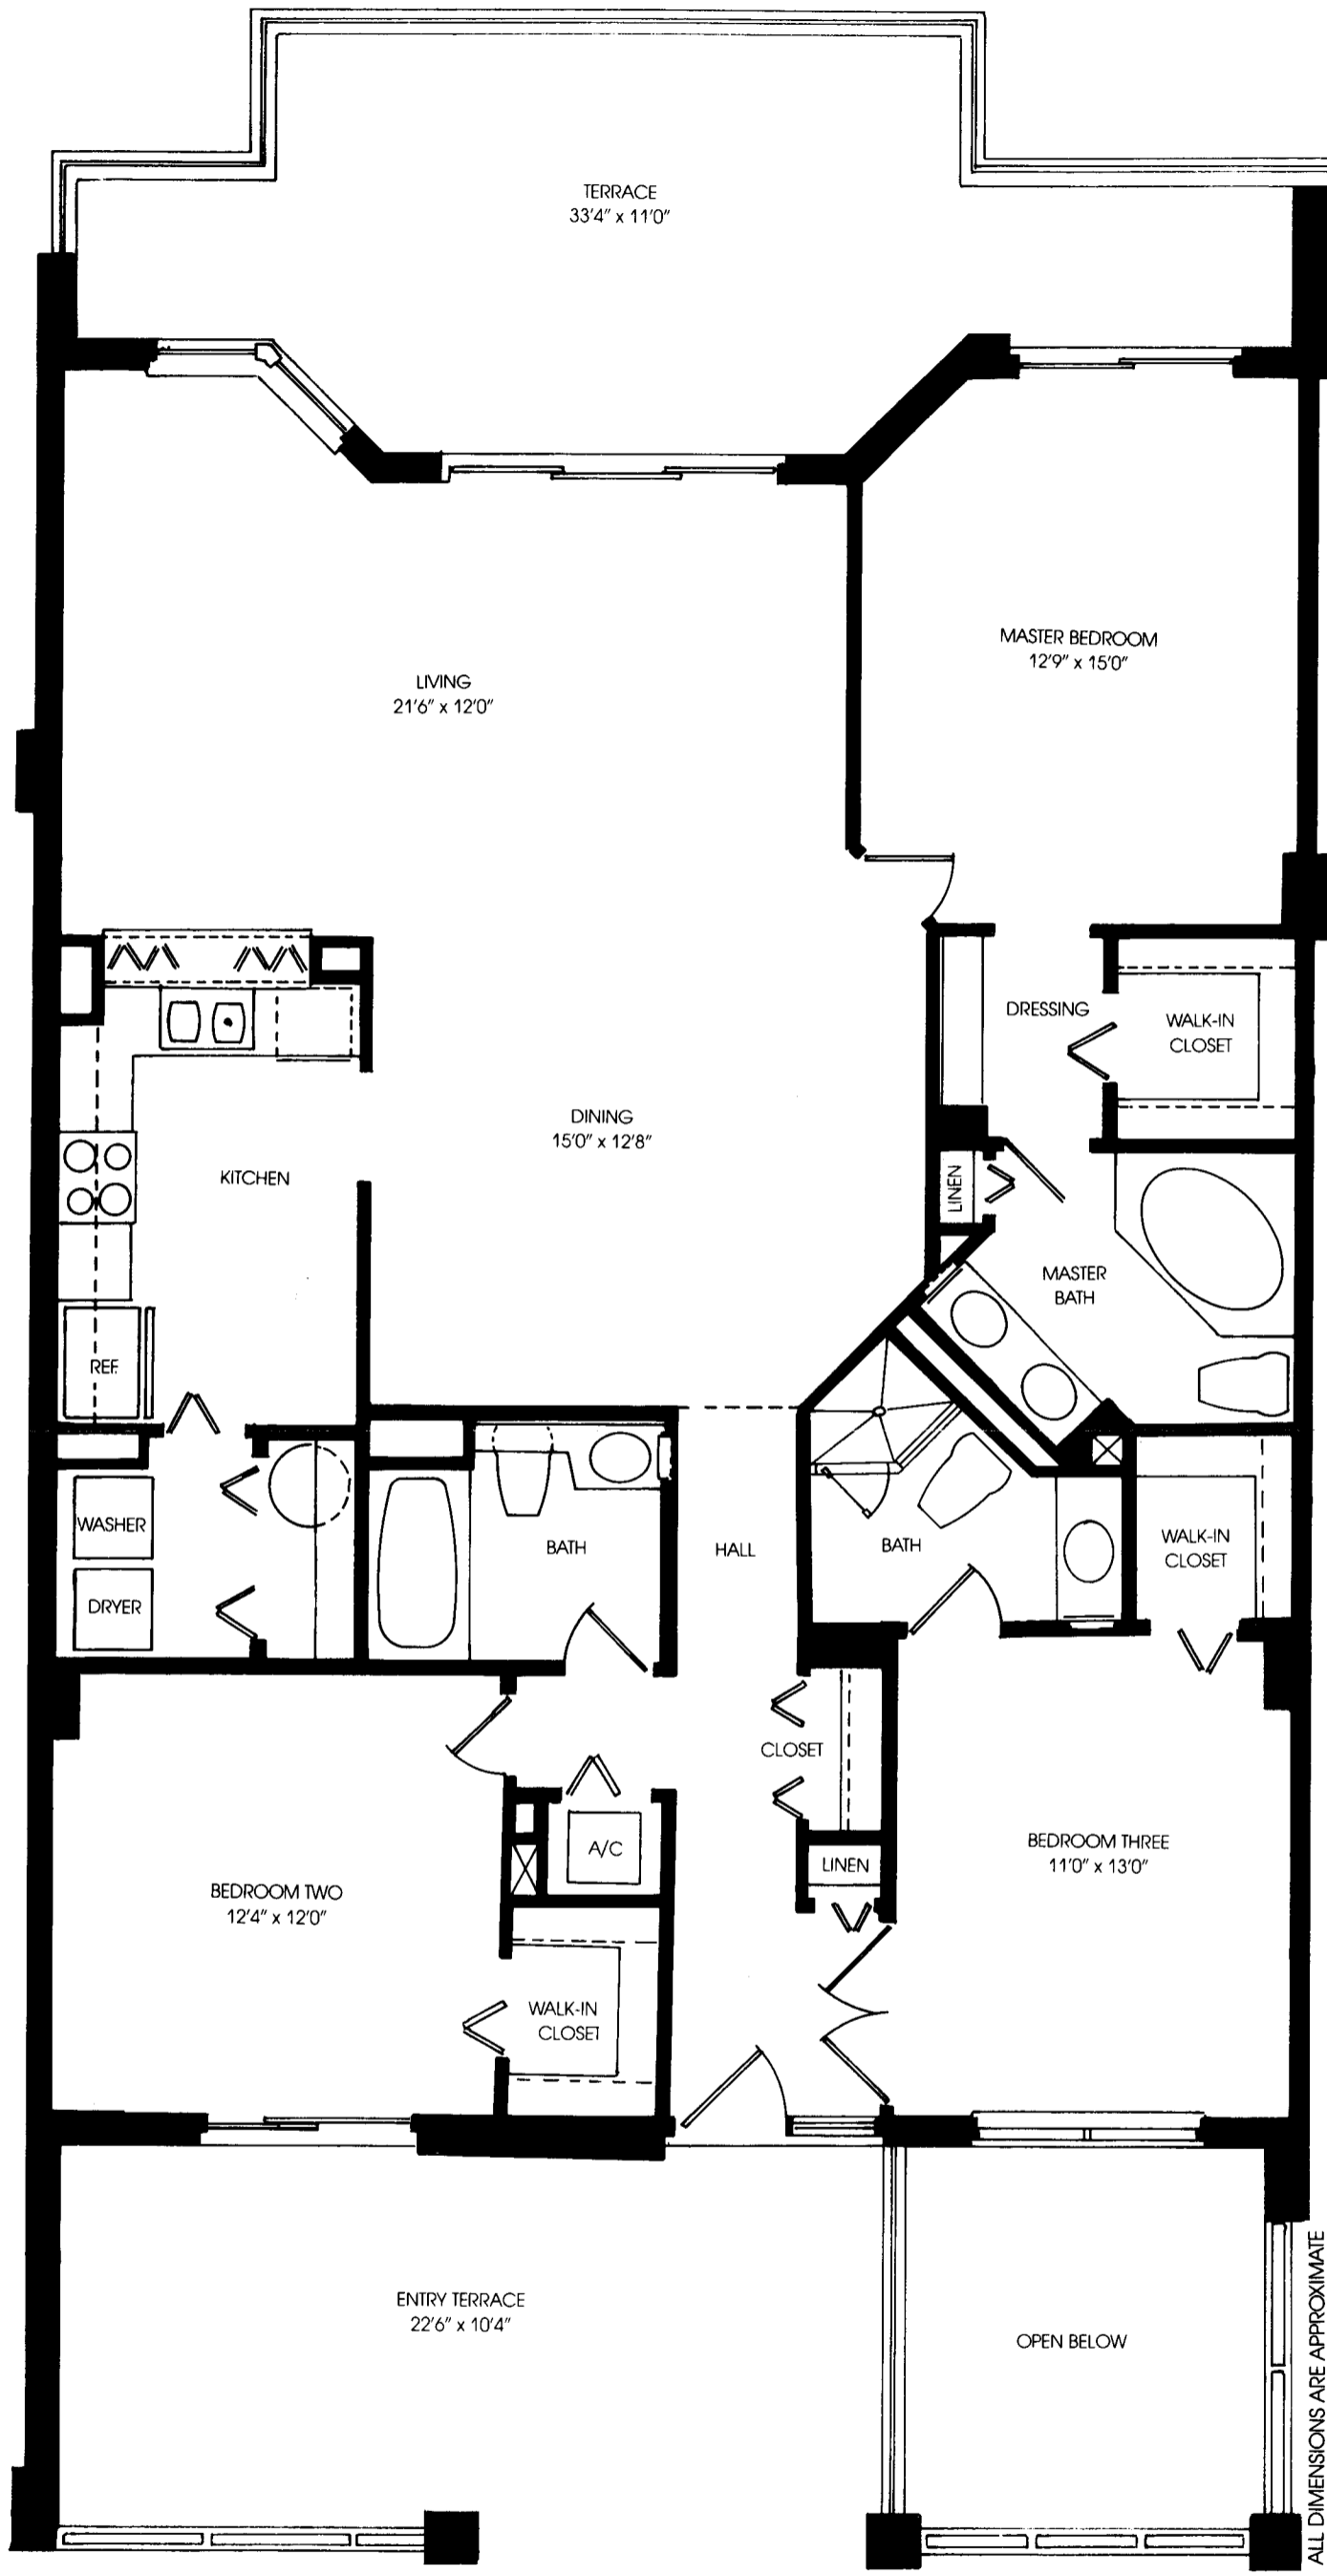 TERRACE
33'4" x 11'0"
MASTER BEDROOM
12'9" x 15'0"
LIVING
21'6" x 12'0"
DRESSING
WALK-IN
CLOSET
DINING
15'0" x 12'8"
KITCHEN
LINEN
MASTER
BATH
REF.
WASHER
DRYER
BATH
HALL
BATH
WALK-IN
CLOSET
CLOSET
A/C
LINEN
BEDROOM THREE
11'0" x 13'0"
BEDROOM TWO
12'4" x 12'0"
WALK-IN
CLOSET
ENTRY TERRACE
22'6" x 10'4"
OPEN BELOW
ALL DIMENSIONS ARE APPROXIMATE